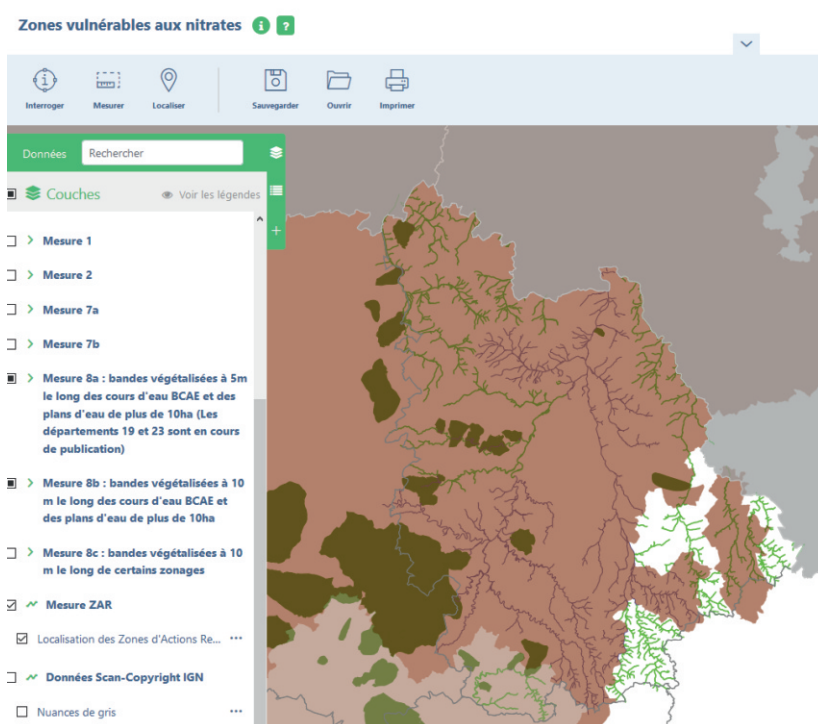 Zones vulnérables aux nitrates i ?
Interroger Mesurer Localiser Sauvegarder Ouvrir Imprimer
Données Rechercher
Couches Voir les légendes
Mesure 1
Mesure 2
Mesure 7a
Mesure 7b
Mesure 8a : bandes végétalisées à 5m
le long des cours d'eau BCAE et des
plans d'eau de plus de 10ha (Les
départements 19 et 23 sont en cours
de publication)
Mesure 8b : bandes végétalisées à 10
m le long des cours d'eau BCAE et
des plans d'eau de plus de 10ha
Mesure 8c : bandes végétalisées à 10
m le long de certains zonages
Mesure ZAR
Localisation des Zones d'Actions Re... •••
Données Scan-Copyright IGN
Nuances de gris •••